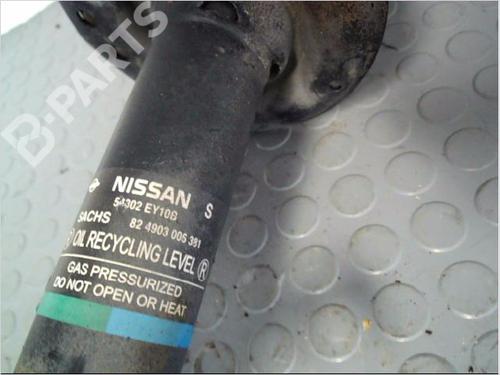 B-PARTS
NISSAN S
54302 EY10B
SACHS 82 4903 006 391
OIL RECYCLING LEVEL ®
GAS PRESSURIZED
DO NOT OPEN OR HEAT